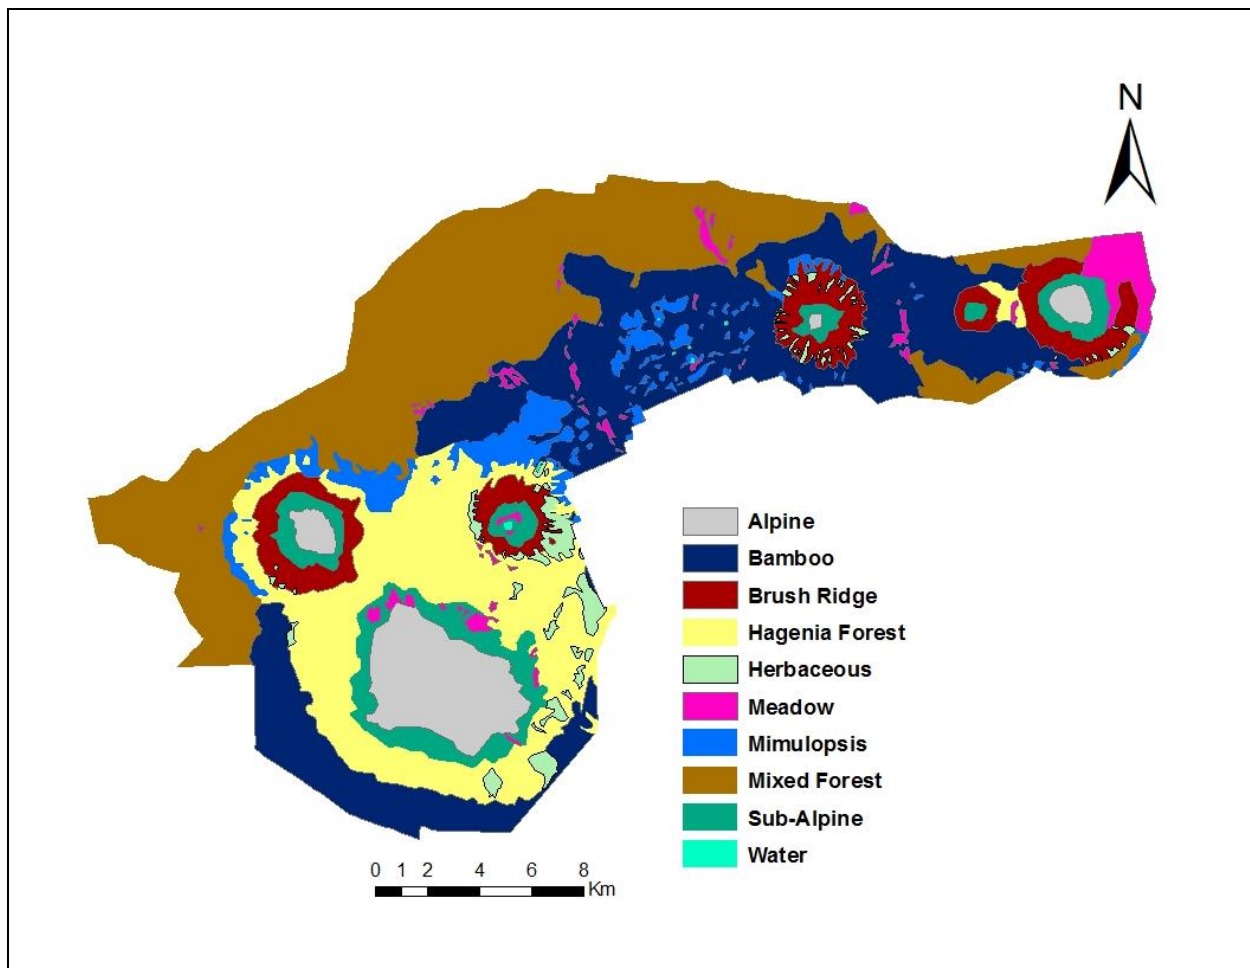 N
Alpine
Bamboo
Brush Ridge
Hagenia Forest
Herbaceous
Meadow
Mimulopsis
Mixed Forest
Sub-Alpine
Water
0 1 2 4 6 8
Km